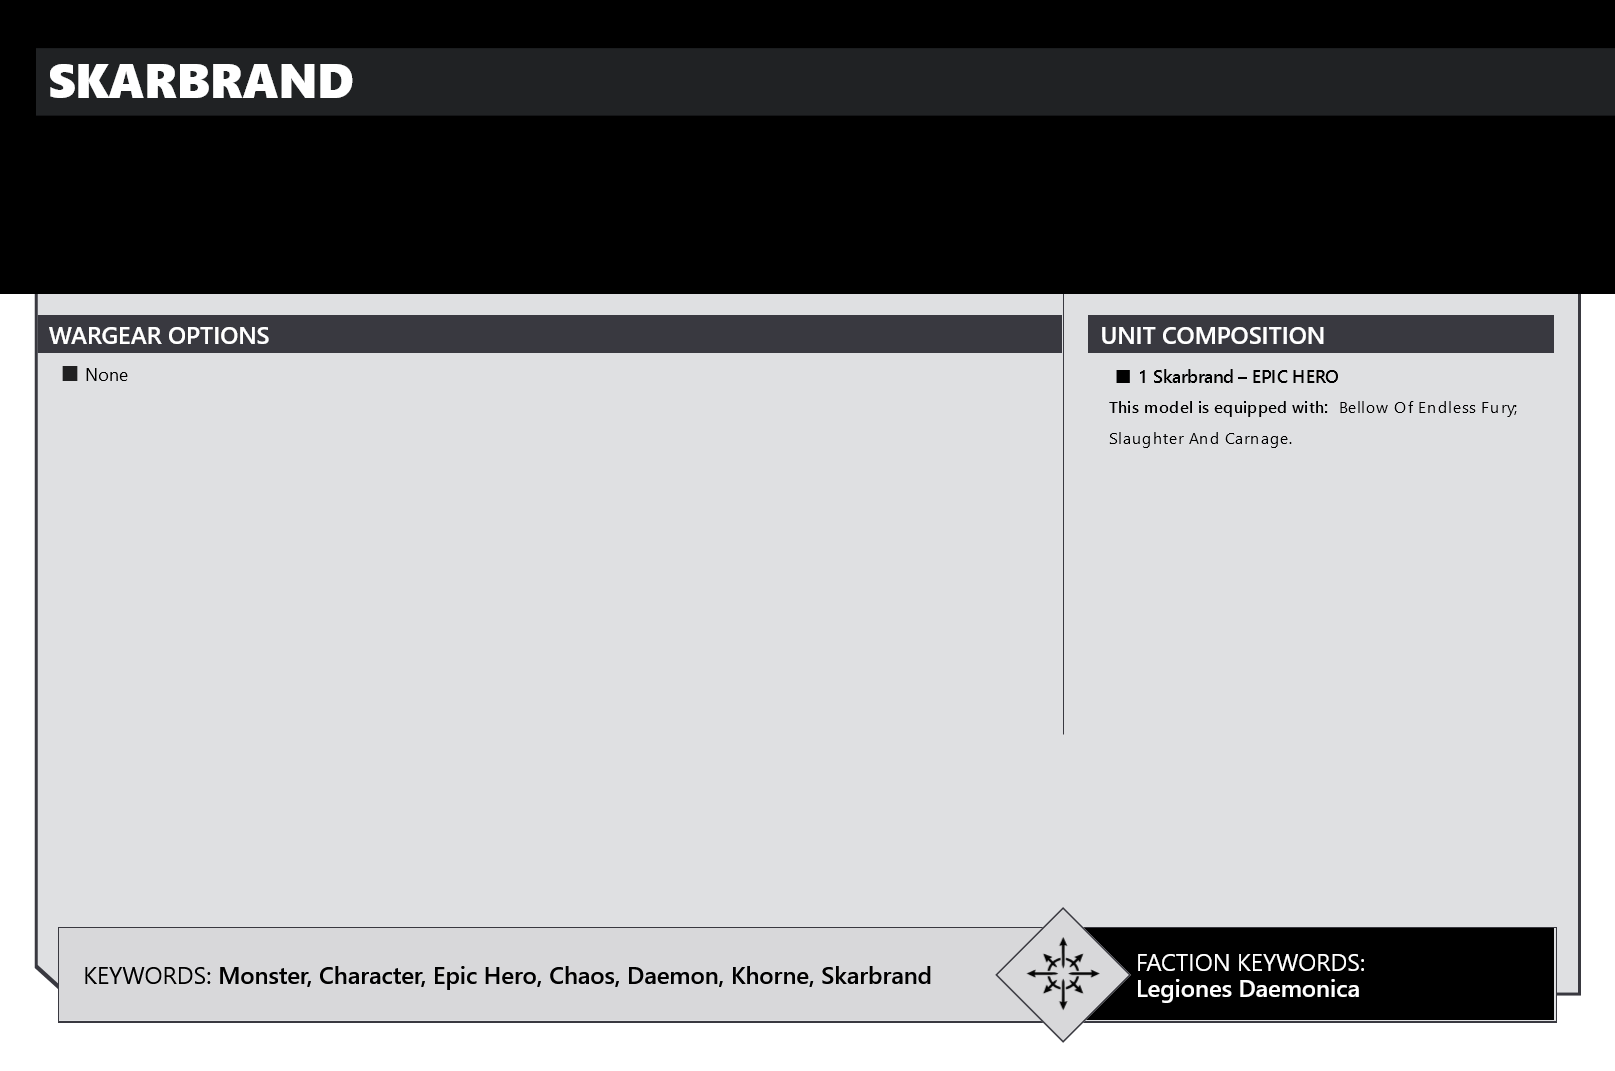 SKARBRAND
WARGEAR OPTIONS
■ None
UNIT COMPOSITION
■ 1 Skarbrand – EPIC HERO
This model is equipped with: Bellow Of Endless Fury;
Slaughter And Carnage.
KEYWORDS: Monster, Character, Epic Hero, Chaos, Daemon, Khorne, Skarbrand
FACTION KEYWORDS:
Legiones Daemonica